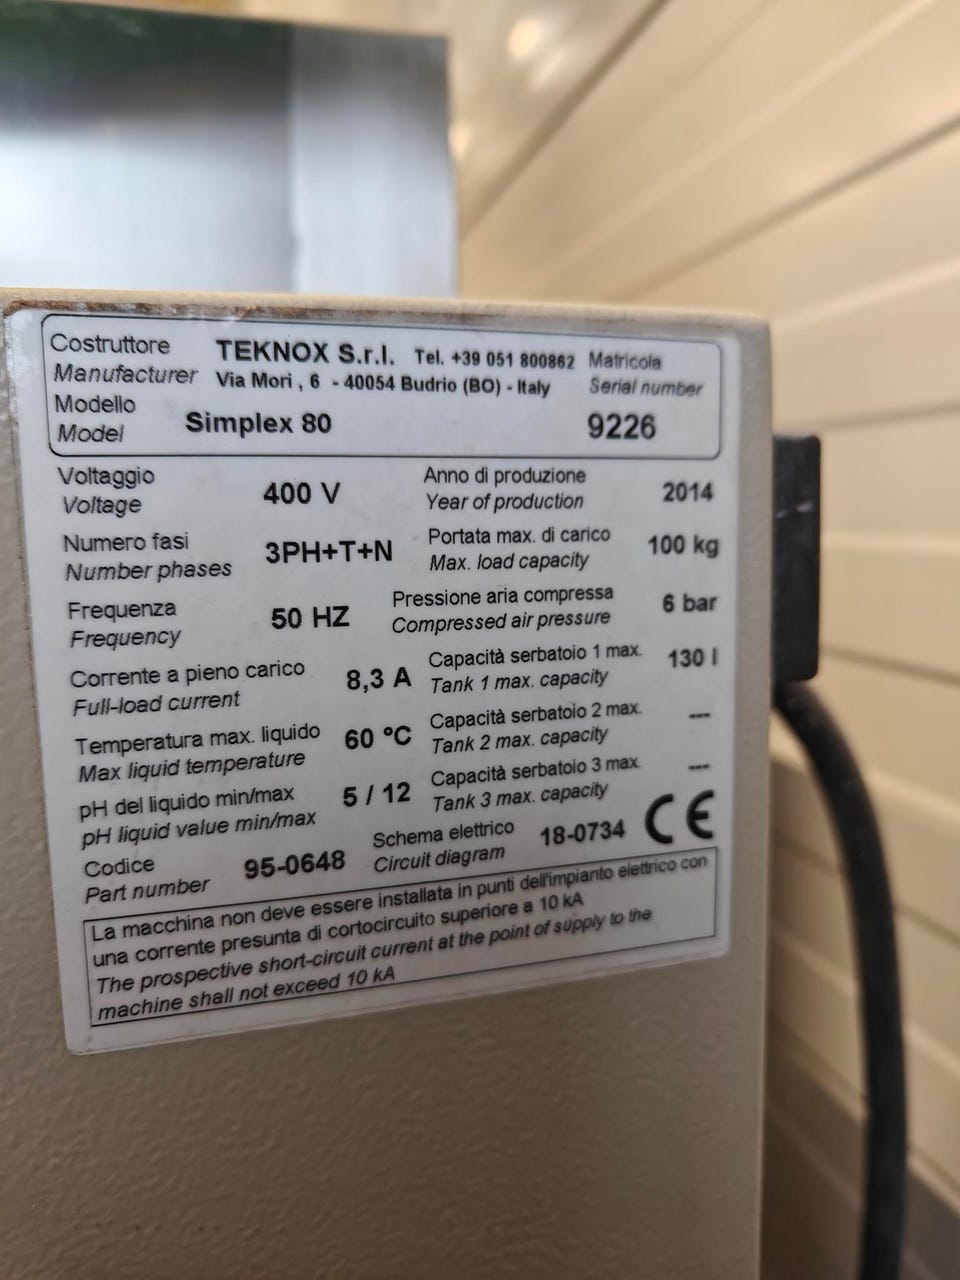 Costruttore TEKNOX S.r.l. Tel. +39 051 800862 Matricola
Manufacturer Via Mori , 6 - 40054 Budrio (BO) - Italy Serial number
Modello
Model Simplex 80 9226
Voltaggio Anno di produzione
Voltage 400 V Year of production 2014
Numero fasi Portata max. di carico
Number phases 3PH+T+N Max. load capacity 100 kg
Frequenza Pressione aria compressa
Frequency 50 HZ Compressed air pressure 6 bar
Corrente a pieno carico Capacità serbatoio 1 max.
Full-load current 8,3 A Tank 1 max. capacity 130 l
Temperatura max. liquido Capacità serbatoio 2 max.
Max liquid temperature 60 °C Tank 2 max. capacity ---
pH del liquido min/max Capacità serbatoio 3 max.
pH liquid value min/max 5 / 12 Tank 3 max. capacity ---
Codice Schema elettrico
Part number 95-0648 Circuit diagram 18-0734 CE
La macchina non deve essere installata in punti dell'impianto elettrico con
una corrente presunta di cortocircuito superiore a 10 kA
The prospective short-circuit current at the point of supply to the
machine shall not exceed 10 kA